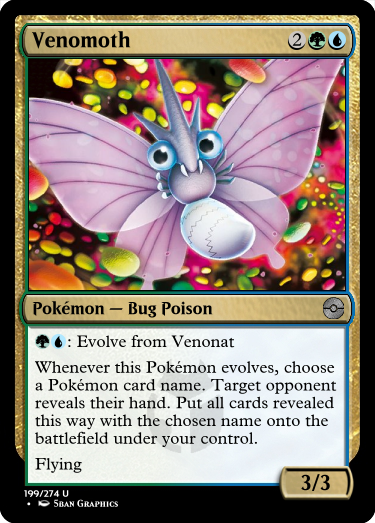 Venomoth 2
Pokémon — Bug Poison
: Evolve from Venonat
Whenever this Pokémon evolves, choose
a Pokémon card name. Target opponent
reveals their hand. Put all cards revealed
this way with the chosen name onto the
battlefield under your control.
Flying
3/3
199/274 U
• Sban Graphics